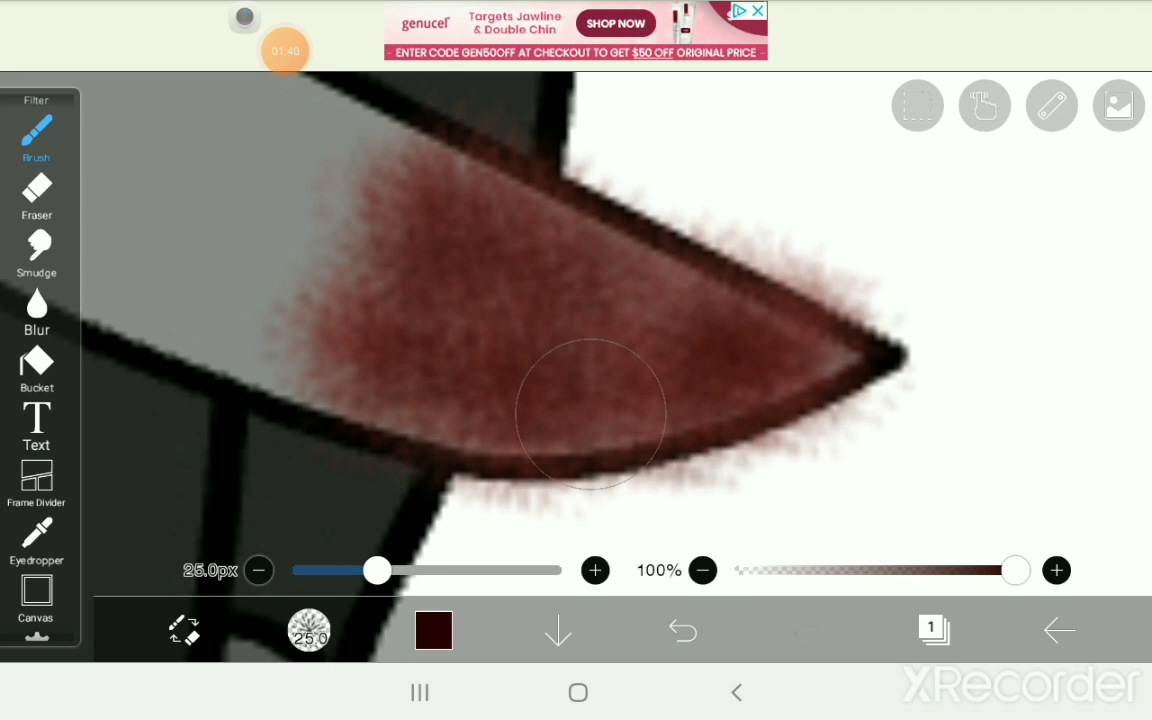 genucel
Targets Jawline
& Double Chin
SHOP NOW
- ENTER CODE GEN50OFF AT CHECKOUT TO GET $50 OFF ORIGINAL PRICE -
01:40
Filter
Brush
Eraser
Smudge
Blur
Bucket
T
Text
Frame Divider
Eyedropper
Canvas
25.0px
100%
25.0
1
XRecorder